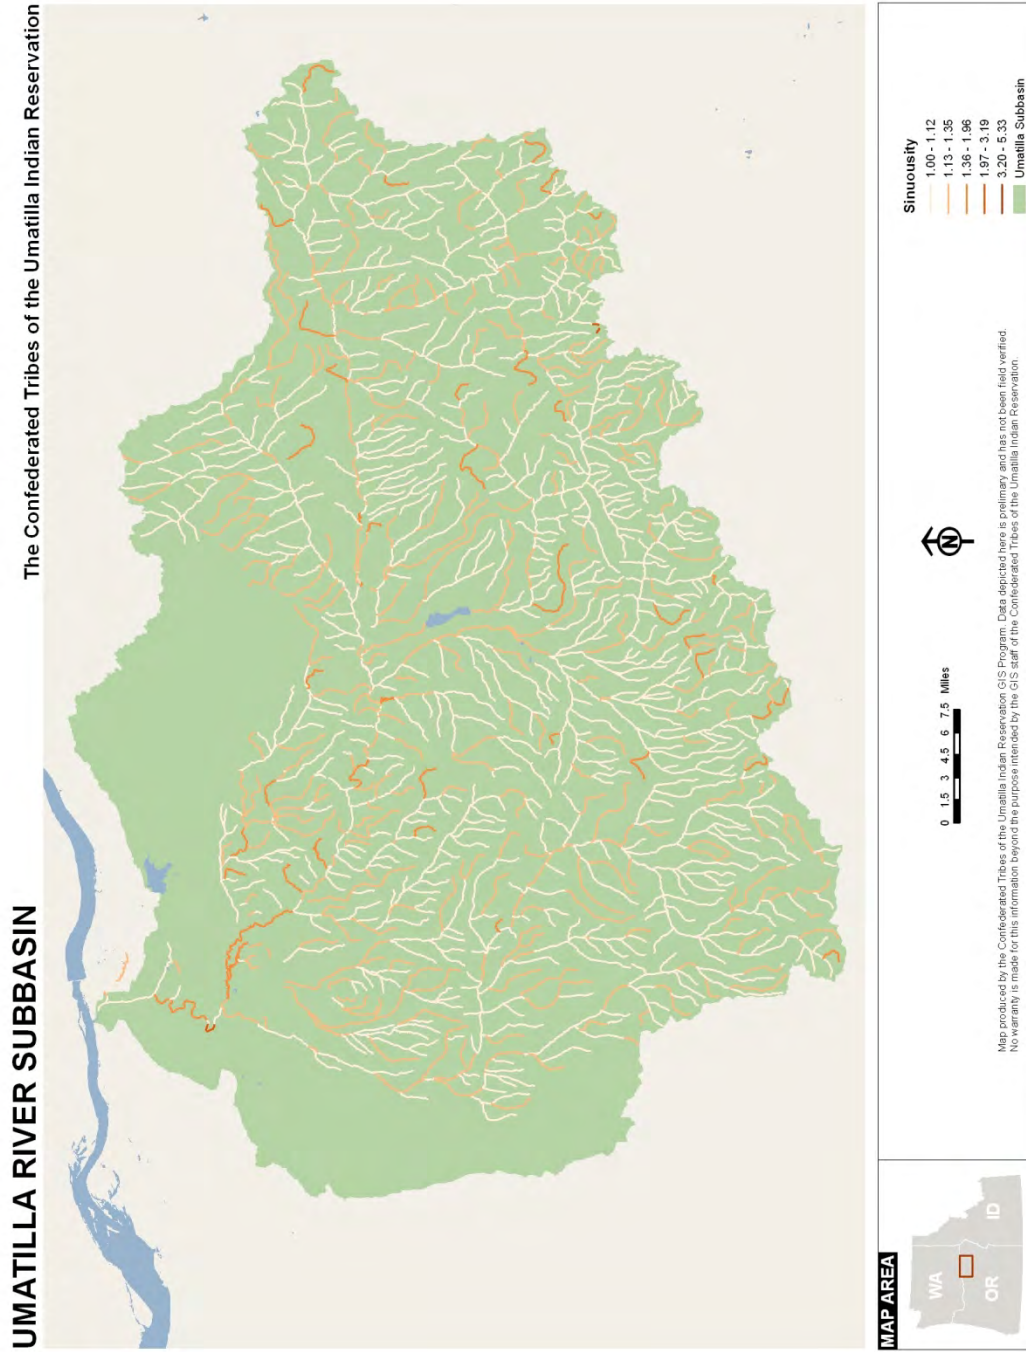 UMATILLA RIVER SUBBASIN
The Confederated Tribes of the Umatilla Indian Reservation
MAP AREA
WA
OR
ID
0 1.5 3 4.5 6 7.5 Miles
N
Sinuousity
1.00 - 1.12
1.13 - 1.35
1.36 - 1.96
1.97 - 3.19
3.20 - 5.33
Umatilla Subbasin
Map produced by the Confederated Tribes of the Umatilla Indian Reservation GIS Program. Data depicted here is prelimary and has not been field verified.
No warranty is made for this information beyond the purpose intended by the GIS staff of the Confederated Tribes of the Umatilla Indian Reservation.